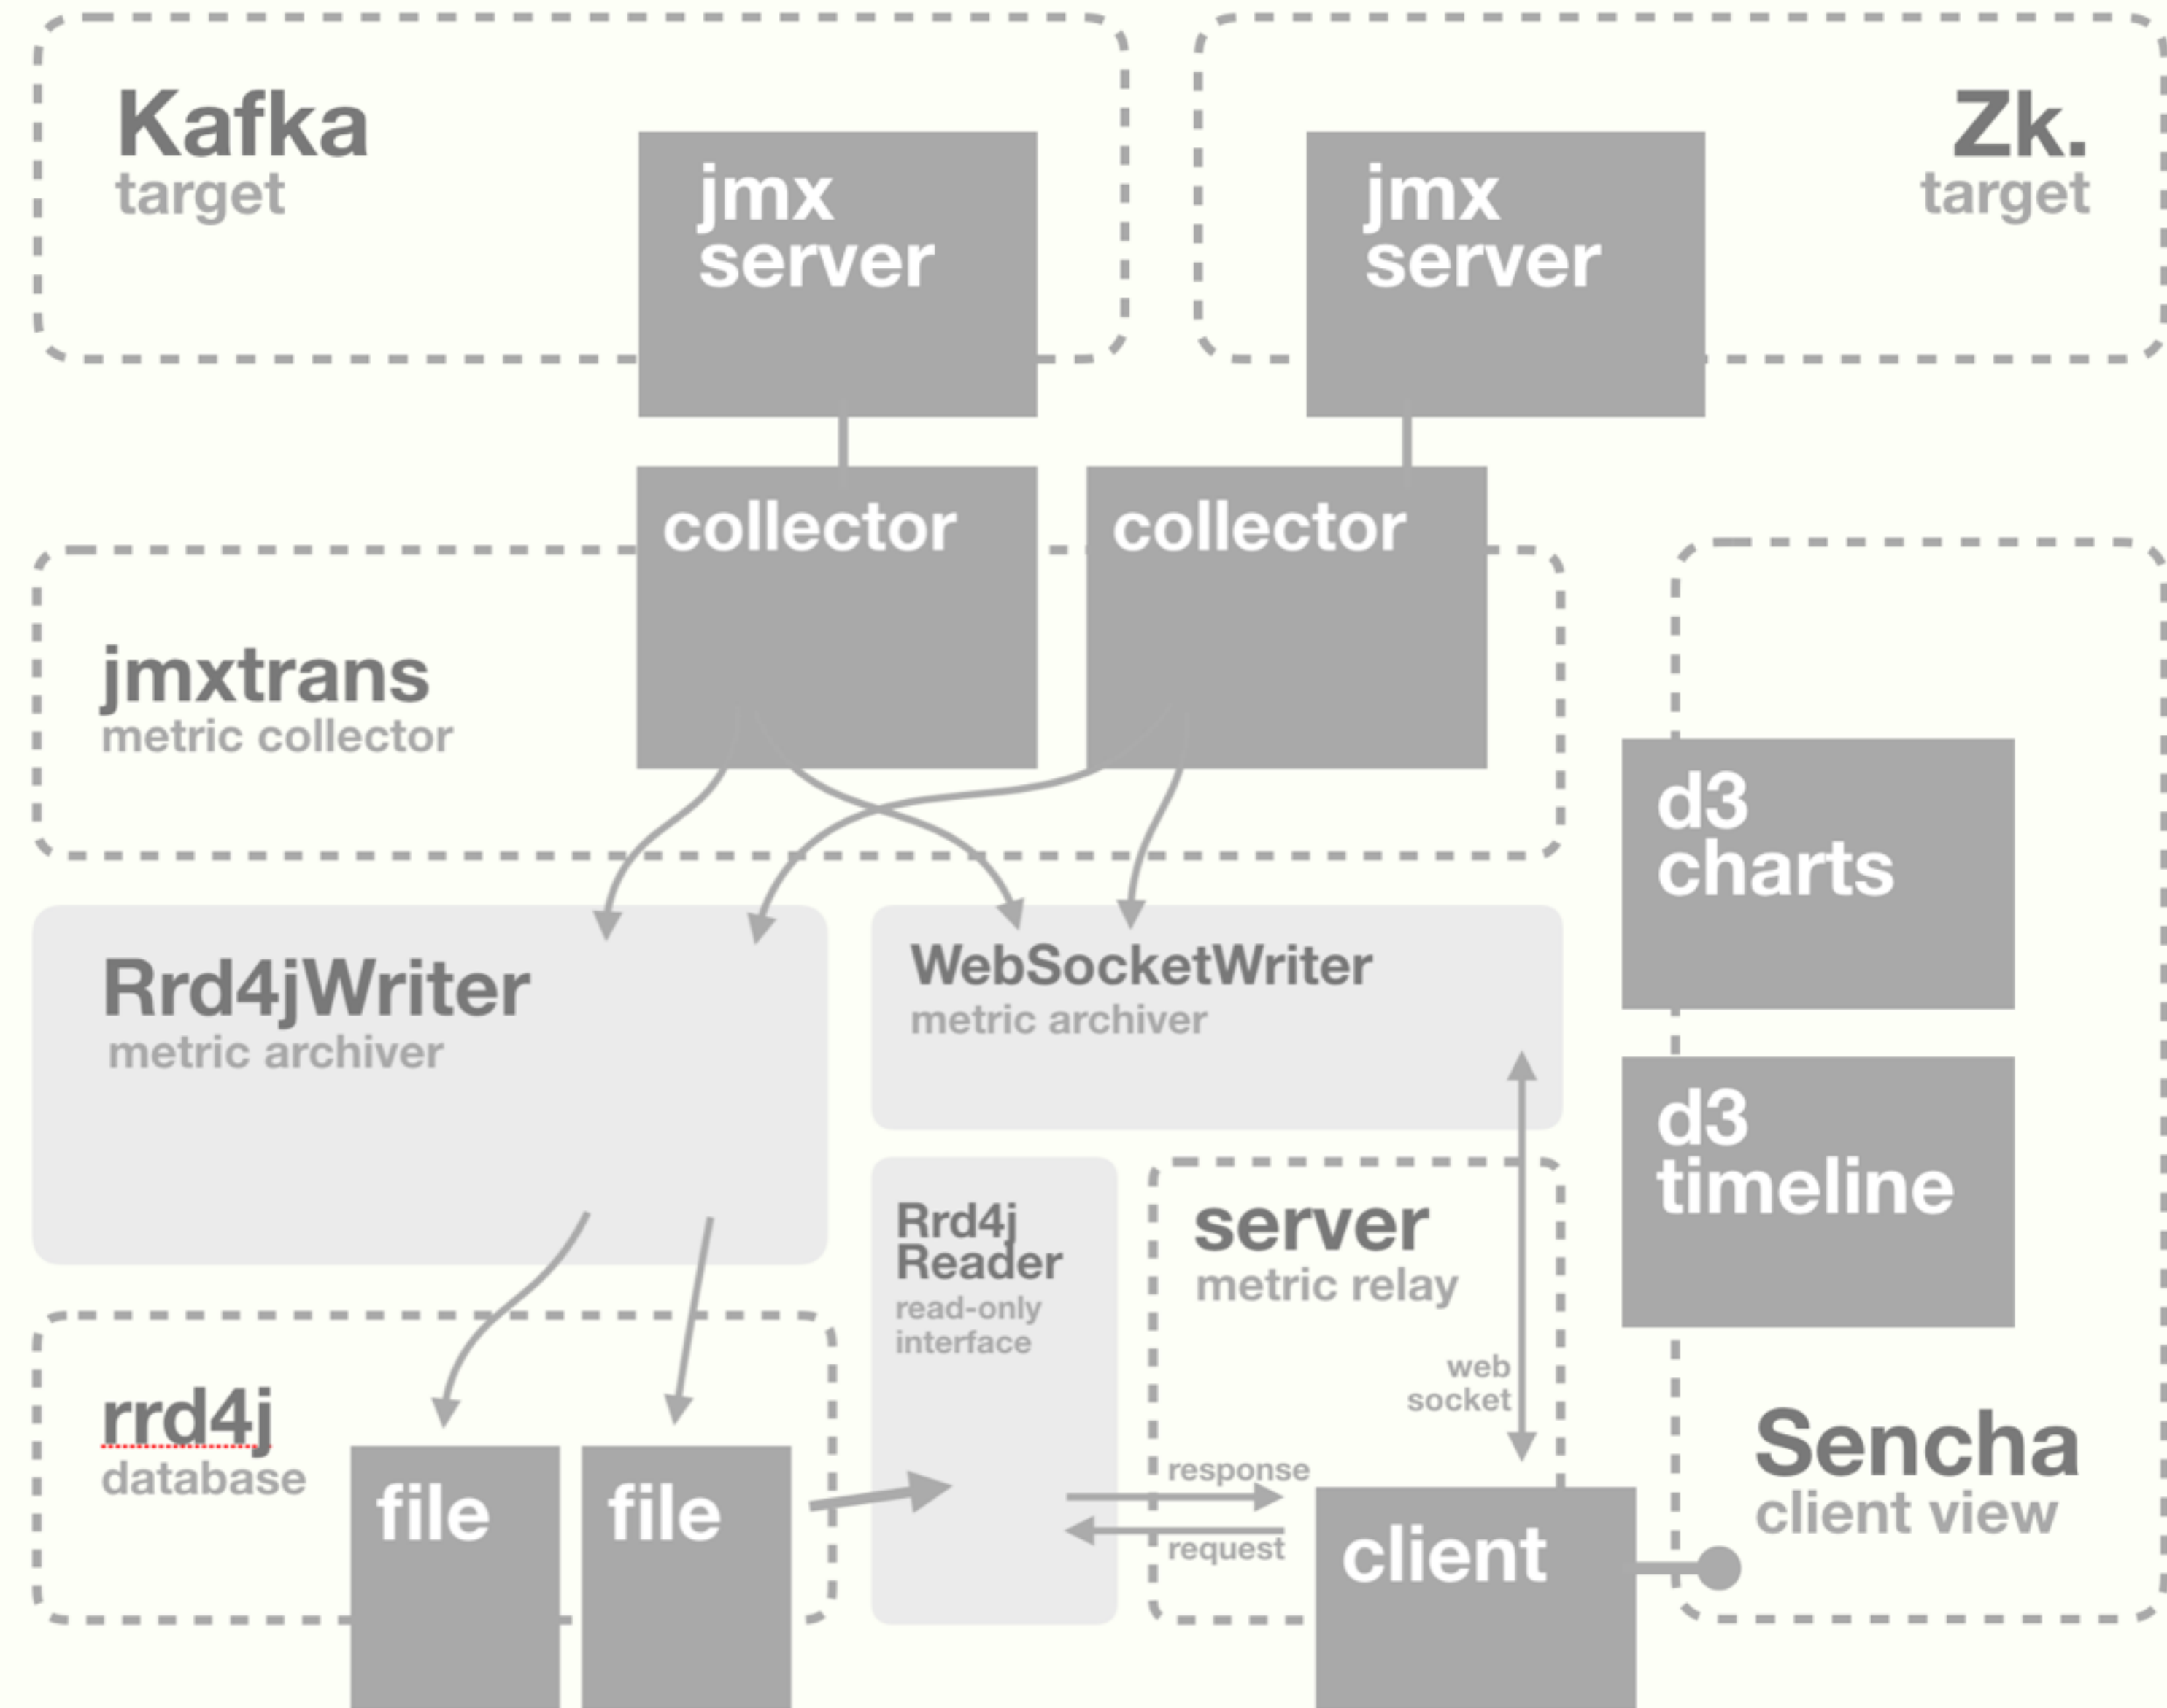 Kafka
target
jmx
server
jmx
server
Zk.
target
collector
collector
jmxtrans
metric collector
d3
charts
Rrd4jWriter
metric archiver
WebSocketWriter
metric archiver
d3
timeline
Rrd4j
Reader
read-only
interface
server
metric relay
web
socket
rrd4j
database
file
file
response
request
client
Sencha
client view